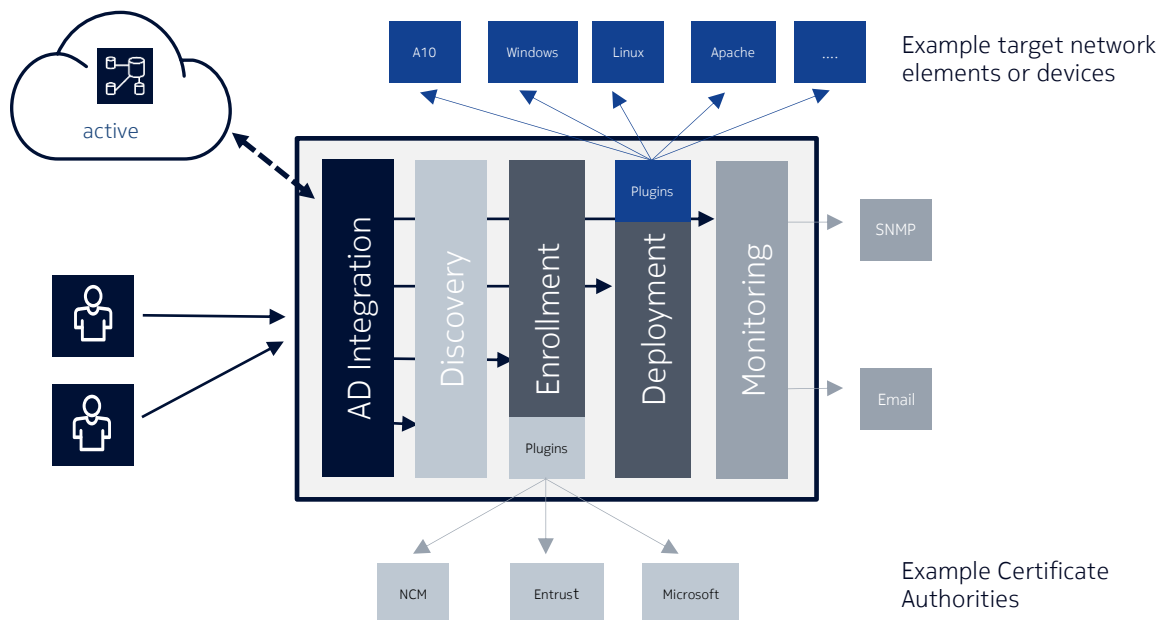 A10
Windows
Linux
Apache
....
Example target network
elements or devices
active
AD Integration
Discovery
Enrollment
Plugins
Plugins
Deployment
Monitoring
SNMP
Email
NCM
Entrust
Microsoft
Example Certificate
Authorities